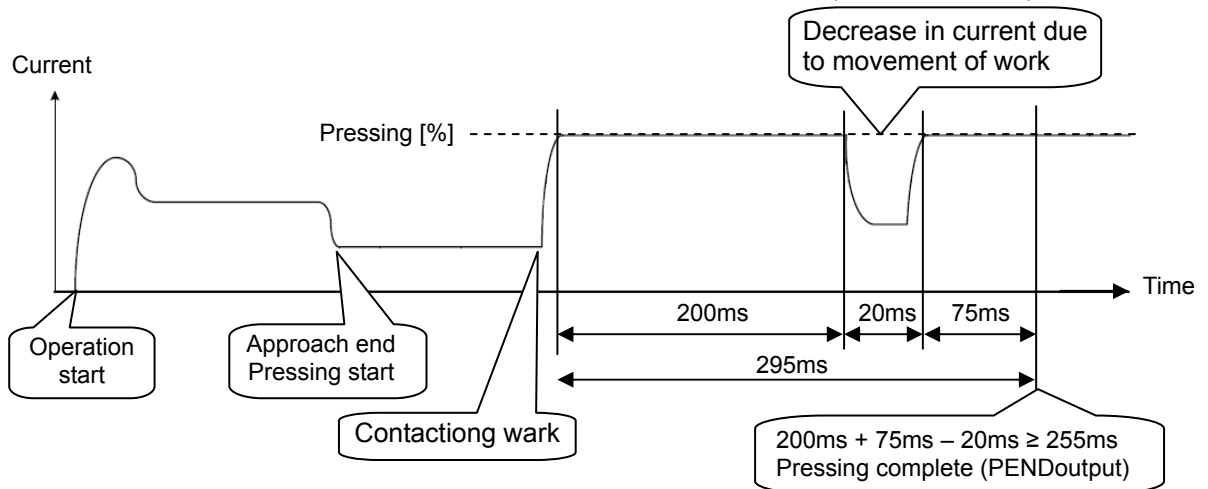 Decrease in current due
to movement of work
Current
Pressing [%]
Time
200ms
20ms
75ms
295ms
Operation
start
Approach end
Pressing start
Contactiong wark
200ms + 75ms – 20ms ≥ 255ms
Pressing complete (PENDoutput)